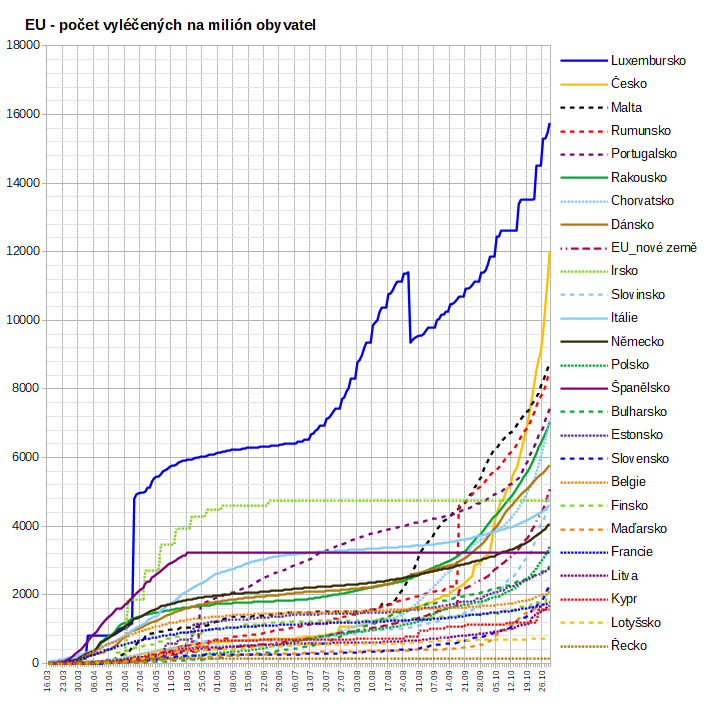 EU - počet vyléčených na milión obyvatel
18000
16000
14000
12000
10000
8000
6000
4000
2000
0
Luxembursko
Česko
Malta
Rumunsko
Portugalsko
Rakousko
Chorvatsko
Dánsko
EU_nové země
Irsko
Slovinsko
Itálie
Německo
Polsko
Španělsko
Bulharsko
Estonsko
Slovensko
Belgie
Finsko
Maďarsko
Francie
Litva
Kypr
Lotyšsko
Řecko
16.03
23.03
30.03
06.04
13.04
20.04
27.04
04.05
11.05
18.05
25.05
01.06
08.06
15.06
22.06
29.06
06.07
13.07
20.07
27.07
03.08
10.08
17.08
24.08
31.08
07.09
14.09
21.09
28.09
05.10
12.10
19.10
26.10